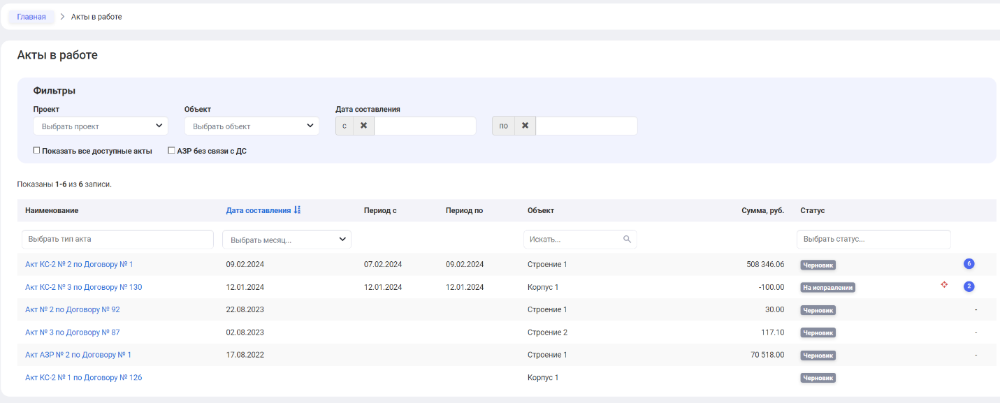 Главная > Акты в работе
Акты в работе
Фильтры
Проект Объект Дата составления
Выбрать проект Выбрать объект с ✖ по ✖
Показать все доступные акты АЗР без связи с ДС
Показаны 1-6 из 6 записи.
Наименование Дата составления Период с Период по Объект Сумма, руб. Статус
Выбрать тип акта Выбрать месяц... Искать... Выбрать статус...
Акт КС-2 № 2 по Договору № 1 09.02.2024 07.02.2024 09.02.2024 Строение 1 508 346.06 Черновик 6
Акт КС-2 № 3 по Договору № 130 12.01.2024 12.01.2024 12.01.2024 Корпус 1 -100.00 На исправлении 2
Акт № 2 по Договору № 92 22.08.2023 Строение 1 30.00 Черновик -
Акт № 3 по Договору № 87 02.08.2023 Строение 2 117.10 Черновик -
Акт АЗР № 2 по Договору № 1 17.08.2022 Строение 1 70 518.00 Черновик -
Акт КС-2 № 1 по Договору № 126 Корпус 1 Черновик